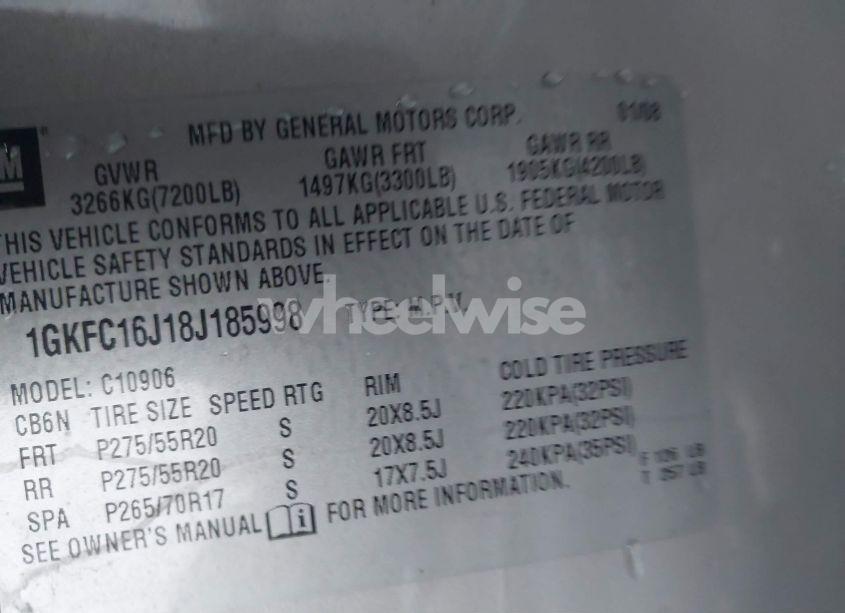 M
MFD BY GENERAL MOTORS CORP. 01/08
GVWR GAWR FRT GAWR RR
3266KG(7200LB) 1497KG(3300LB) 1905KG(4200LB)
THIS VEHICLE CONFORMS TO ALL APPLICABLE U.S. FEDERAL MOTOR
VEHICLE SAFETY STANDARDS IN EFFECT ON THE DATE OF
MANUFACTURE SHOWN ABOVE.
1GKFC16J18J185998 TYPE: M.P.V.
wheelwise
MODEL: C10906
CB6N TIRE SIZE SPEED RTG RIM COLD TIRE PRESSURE
FRT P275/55R20 S 20X8.5J 220KPA(32PSI)
RR P275/55R20 S 20X8.5J 220KPA(32PSI)
SPA P265/70R17 S 17X7.5J 240KPA(35PSI)
SEE OWNER'S MANUAL i FOR MORE INFORMATION.